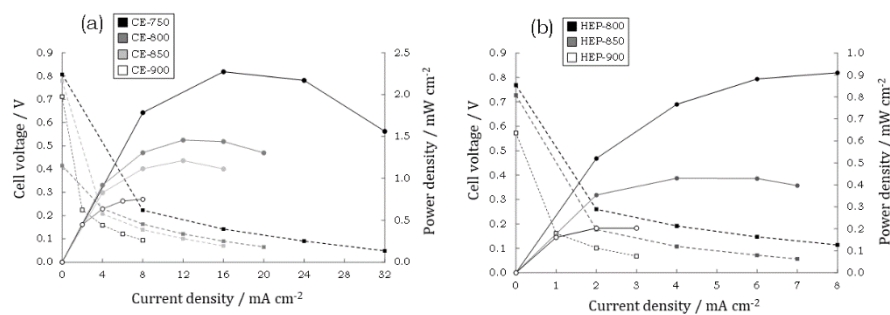 (a)
CE-750
CE-800
CE-850
CE-900
0.9
0.8
0.7
0.6
0.5
0.4
0.3
0.2
0.1
0.0
Cell voltage / V
2.5
2.0
1.5
1.0
0.5
0.0
Power density / mW cm-2
0 4 8 12 16 20 24 28 32
Current density / mA cm-2
(b)
HEP-800
HEP-850
HEP-900
0.9
0.8
0.7
0.6
0.5
0.4
0.3
0.2
0.1
0.0
Cell voltage / V
1.0
0.9
0.8
0.7
0.6
0.5
0.4
0.3
0.2
0.1
0.0
Power density / mW cm-2
0 1 2 3 4 5 6 7 8
Current density / mA cm-2